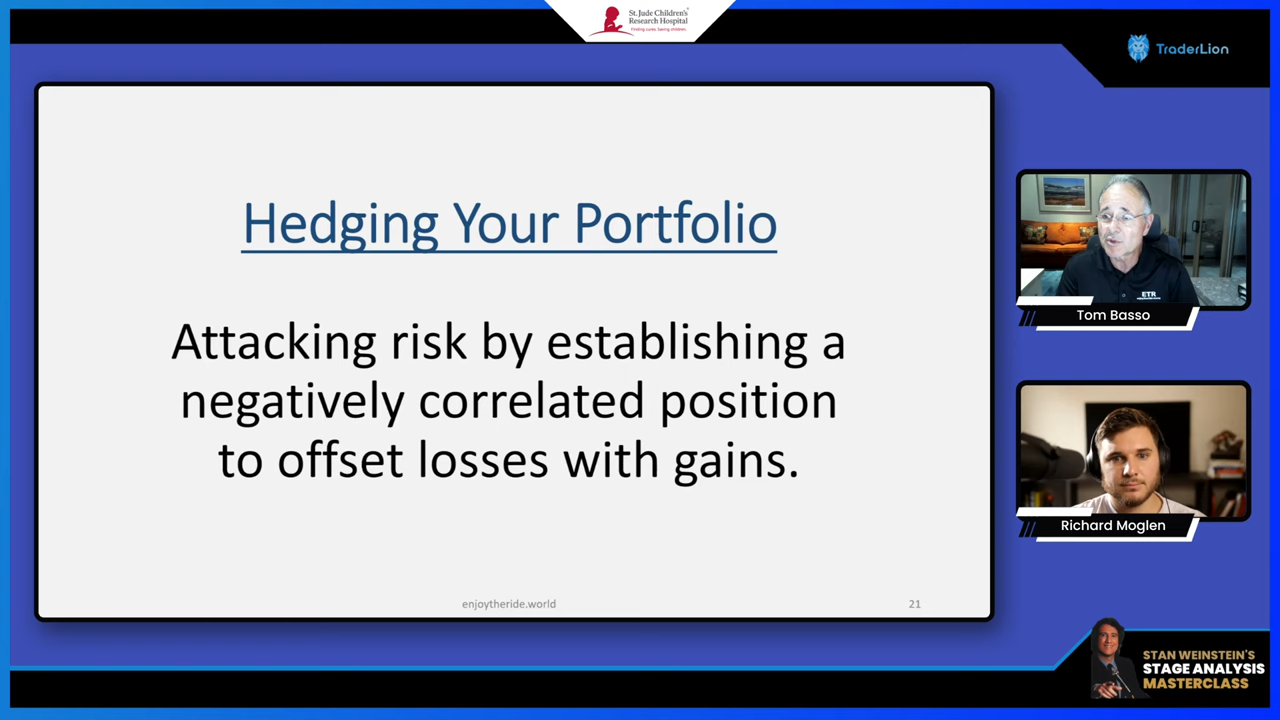 St. Jude Children's
Research Hospital
Finding cures. Saving children.
TraderLion
Hedging Your Portfolio
Attacking risk by establishing a
negatively correlated position
to offset losses with gains.
enjoytheride.world
21
ETR
Tom Basso
Richard Moglen
STAN WEINSTEIN'S
STAGE ANALYSIS
MASTERCLASS